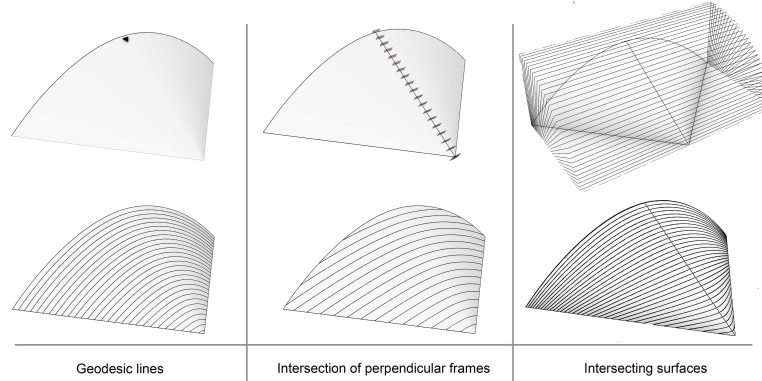 Geodesic lines
Intersection of perpendicular frames
Intersecting surfaces